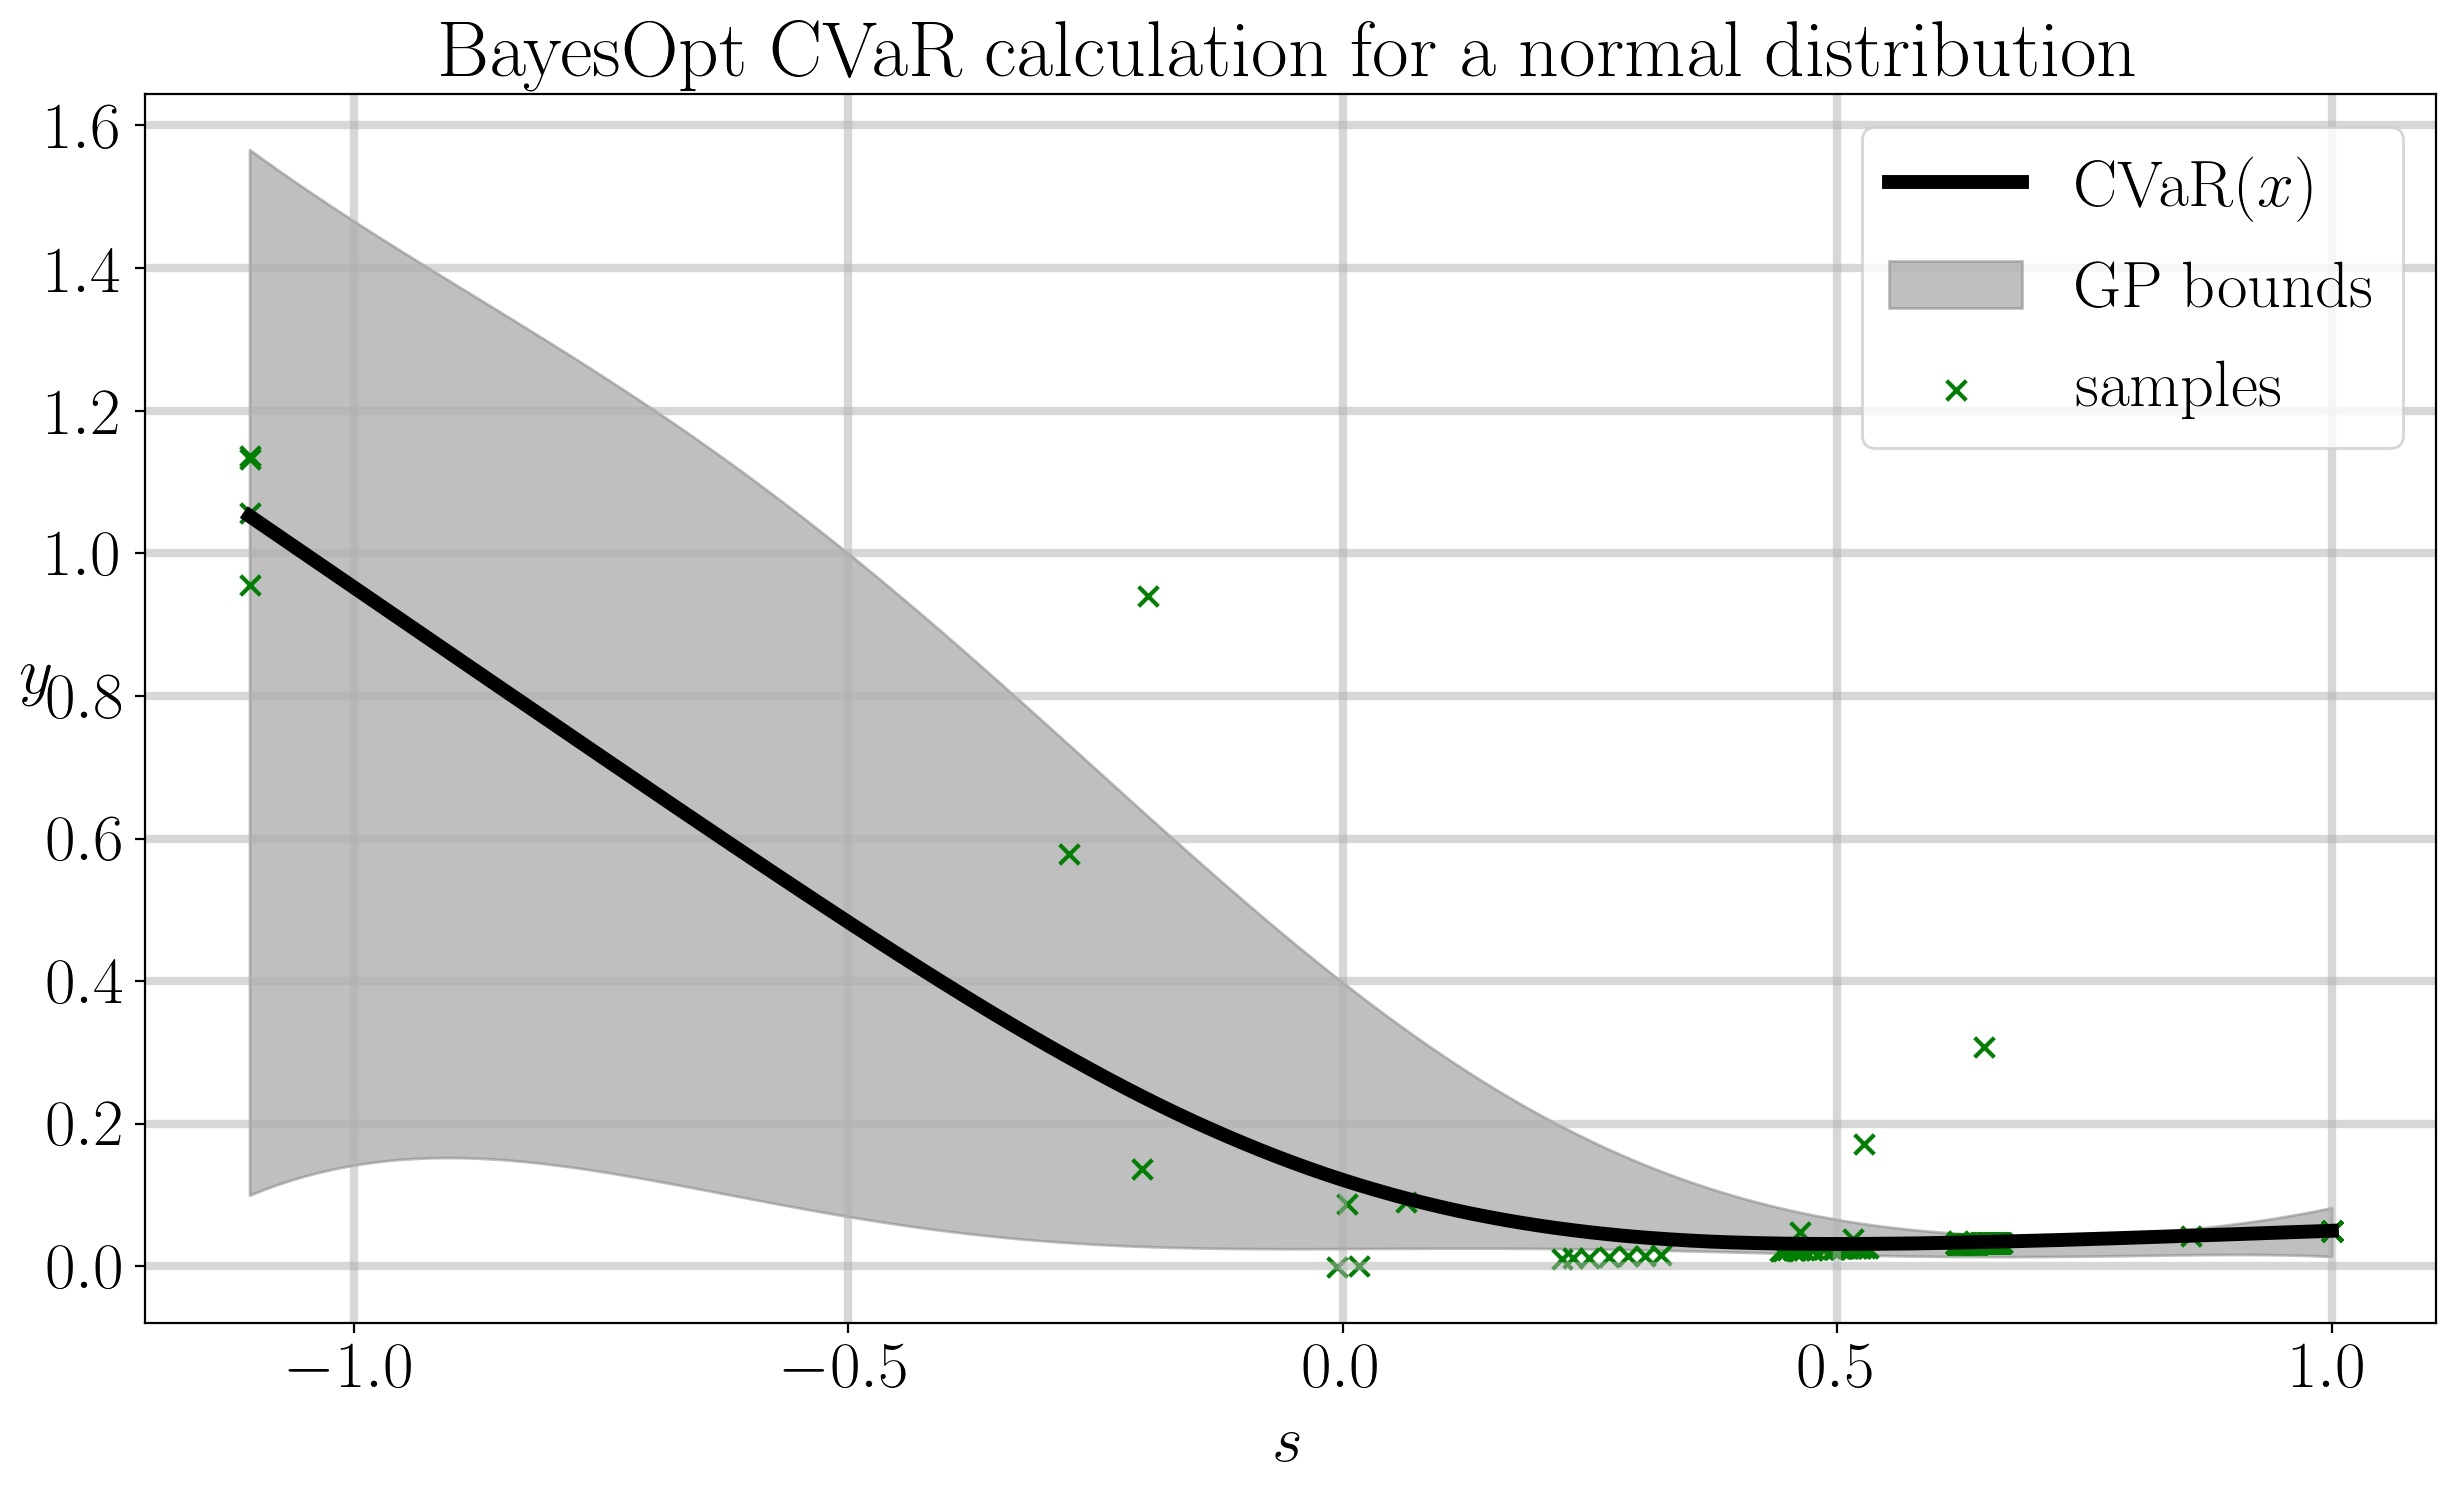 BayesOpt CVaR calculation for a normal distribution
1.6
1.4
1.2
1.0
0.8
0.6
0.4
0.2
0.0
y
CVaR(x)
GP bounds
samples
−1.0 −0.5 0.0 0.5 1.0
s